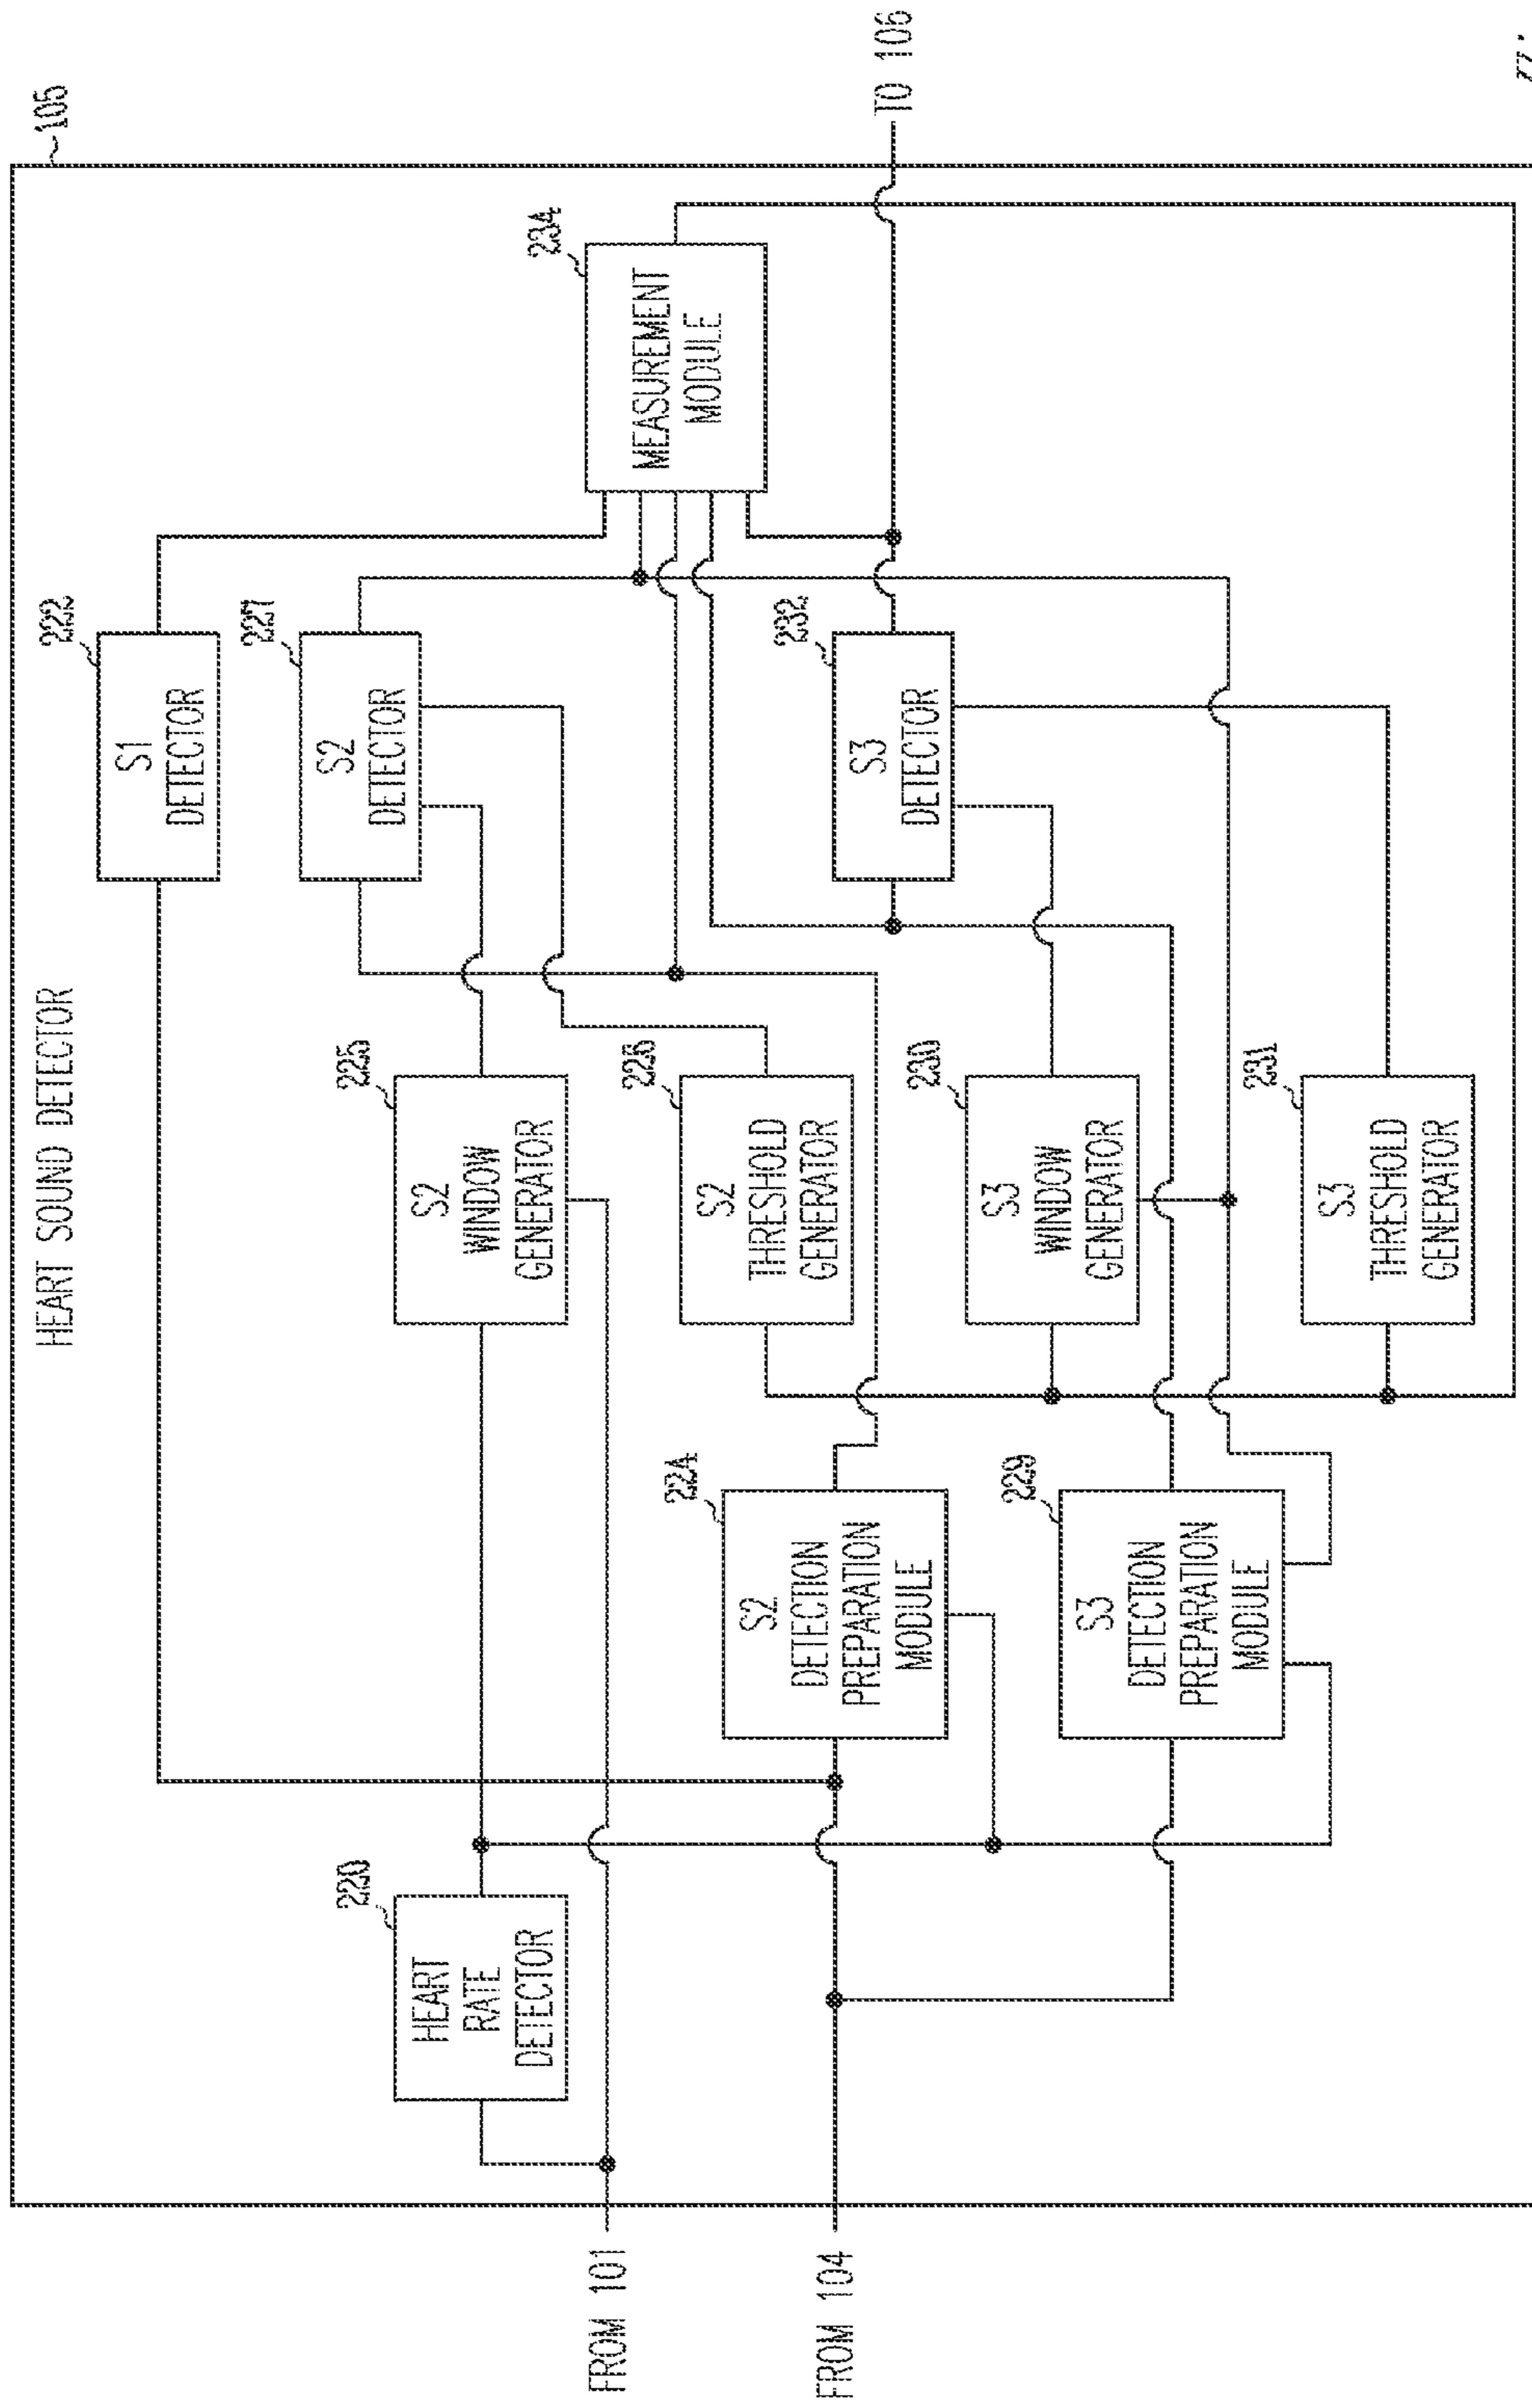 HEART SOUND DETECTOR
105
222
S1
DETECTOR
227
S2
DETECTOR
220
HEART
RATE
DETECTOR
225
S2
WINDOW
GENERATOR
234
MEASUREMENT
MODULE
FROM 101
224
S2
DETECTION
PREPARATION
MODULE
226
S2
THRESHOLD
GENERATOR
232
S3
DETECTOR
TO 106
FROM 104
229
S3
DETECTION
PREPARATION
MODULE
230
S3
WINDOW
GENERATOR
231
S3
THRESHOLD
GENERATOR